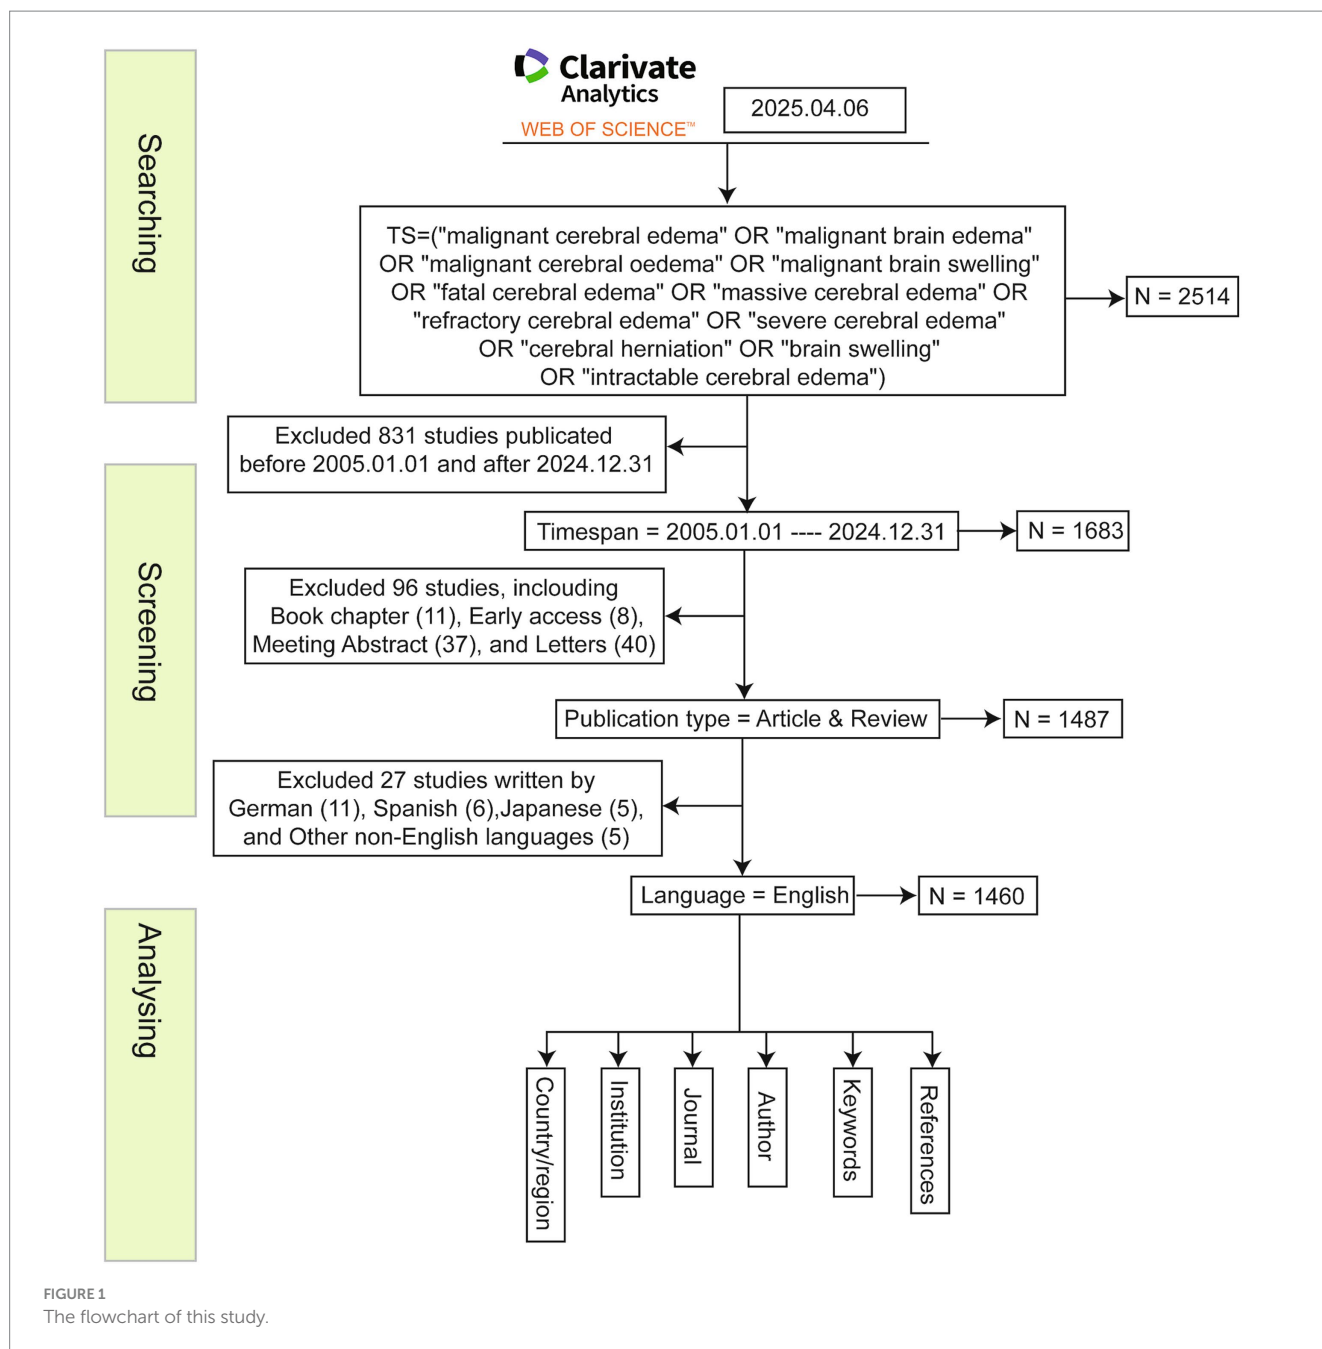 Searching
Clarivate
Analytics
WEB OF SCIENCE™
2025.04.06
TS=("malignant cerebral edema" OR "malignant brain edema"
OR "malignant cerebral oedema" OR "malignant brain swelling"
OR "fatal cerebral edema" OR "massive cerebral edema" OR
"refractory cerebral edema" OR "severe cerebral edema"
OR "cerebral herniation" OR "brain swelling"
OR "intractable cerebral edema")
N = 2514
Excluded 831 studies publicated
before 2005.01.01 and after 2024.12.31
Screening
Timespan = 2005.01.01 ---- 2024.12.31
N = 1683
Excluded 96 studies, inclouding
Book chapter (11), Early access (8),
Meeting Abstract (37), and Letters (40)
Publication type = Article & Review
N = 1487
Excluded 27 studies written by
German (11), Spanish (6),Japanese (5),
and Other non-English languages (5)
Language = English
N = 1460
Analysing
Country/region
Institution
Journal
Author
Keywords
References
FIGURE 1
The flowchart of this study.